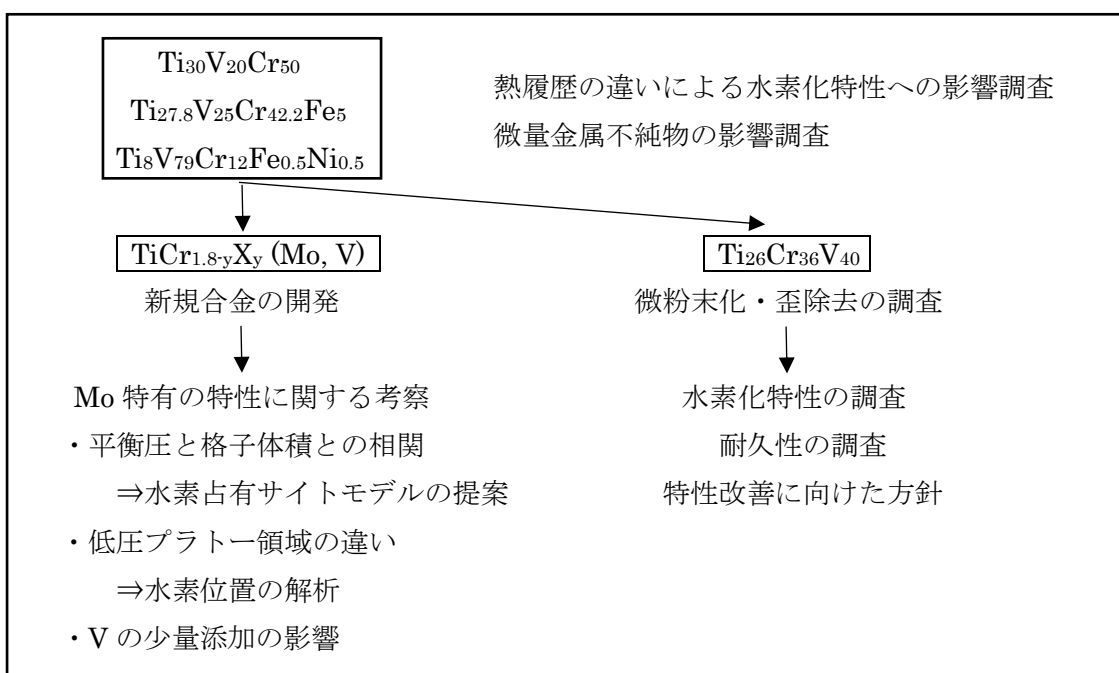 Ti30V20Cr50
Ti27.8V25Cr42.2Fe5
Ti8V79Cr12Fe0.5Ni0.5
熱履歴の違いによる水素化特性への影響調査
微量金属不純物の影響調査
TiCr1.8-yXy (Mo, V)
新規合金の開発
Mo 特有の特性に関する考察
・平衡圧と格子体積との相関
⇒水素占有サイトモデルの提案
・低圧プラトー領域の違い
⇒水素位置の解析
・V の少量添加の影響
Ti26Cr36V40
微粉末化・歪除去の調査
水素化特性の調査
耐久性の調査
特性改善に向けた方針